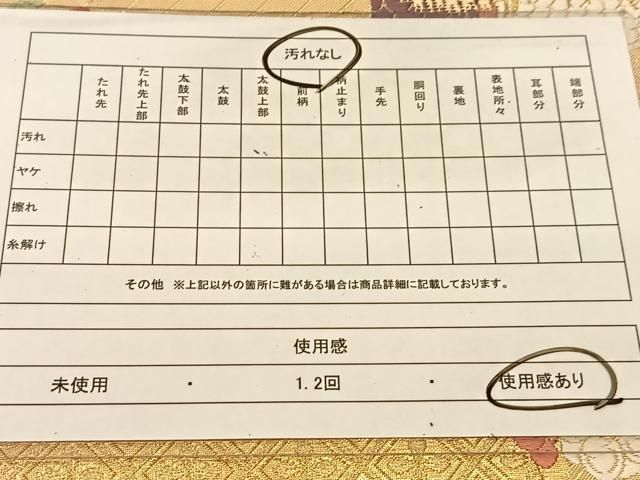 汚れなし
たれ先 たれ先上部 太鼓下部 太鼓 太鼓上部 前柄 柄止まり 手先 胴回り 裏地 表地所々 耳部分 端部分
汚れ
ヤケ
擦れ
糸解け
その他 ※上記以外の箇所に難がある場合は商品詳細に記載しております。
使用感
未使用 ・ 1.2回 ・ 使用感あり